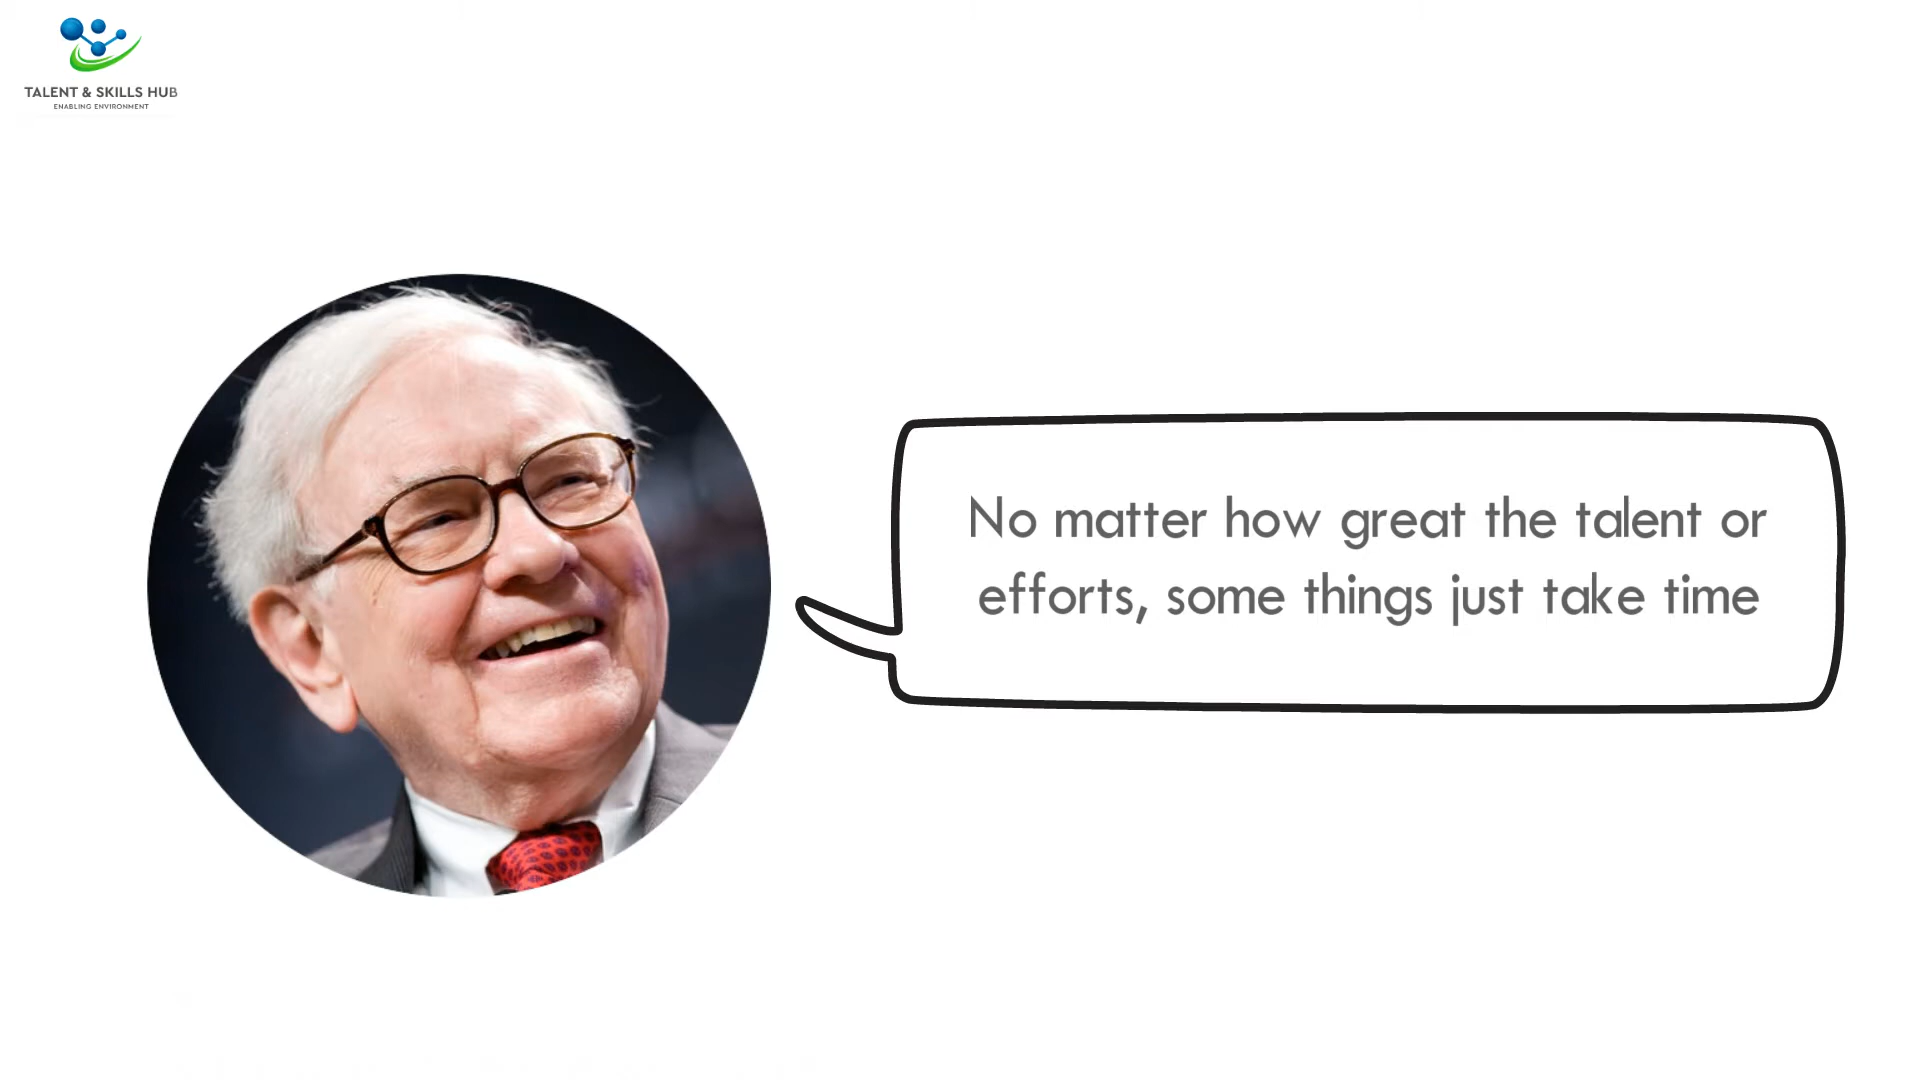 TALENT & SKILLS HUB
ENABLING ENVIRONMENT
No matter how great the talent or
efforts, some things just take time